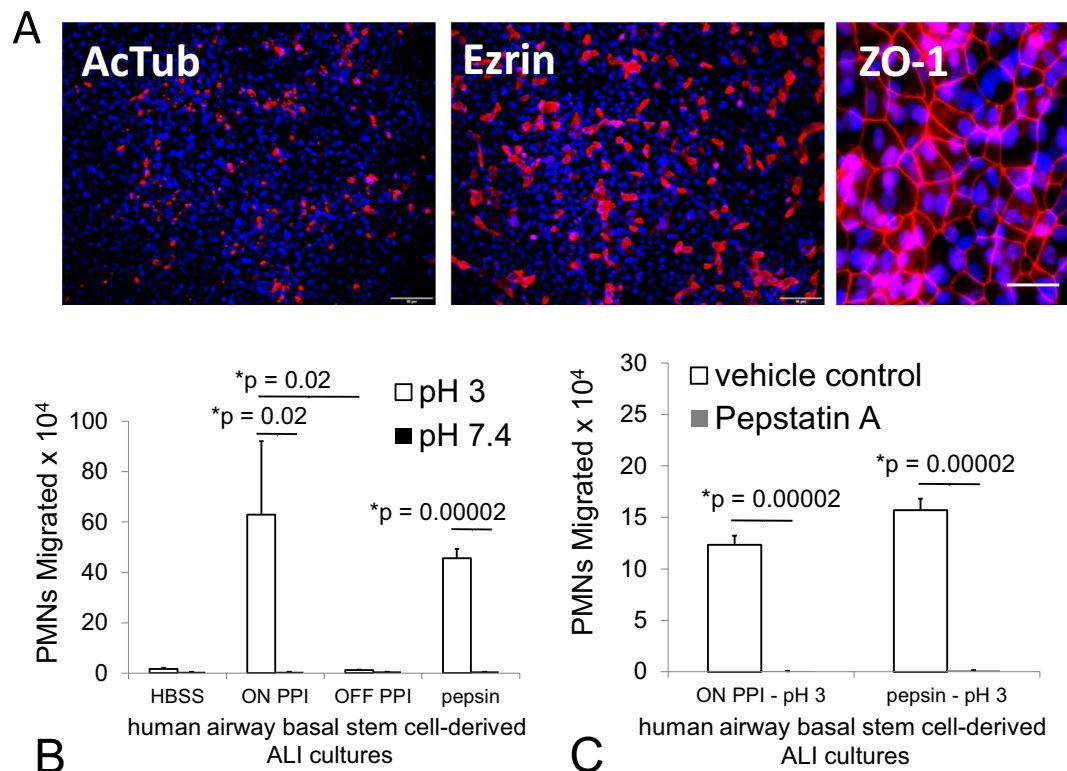 A
AcTub
Ezrin
ZO-1
*p = 0.02
*p = 0.02
*p = 0.00002
pH 3
pH 7.4
PMNs Migrated x 10⁴
100
80
60
40
20
0
HBSS ON PPI OFF PPI pepsin
human airway basal stem cell-derived
ALI cultures
B
vehicle control
Pepstatin A
*p = 0.00002
*p = 0.00002
PMNs Migrated x 10⁴
30
25
20
15
10
5
0
ON PPI - pH 3 pepsin - pH 3
human airway basal stem cell-derived
ALI cultures
C